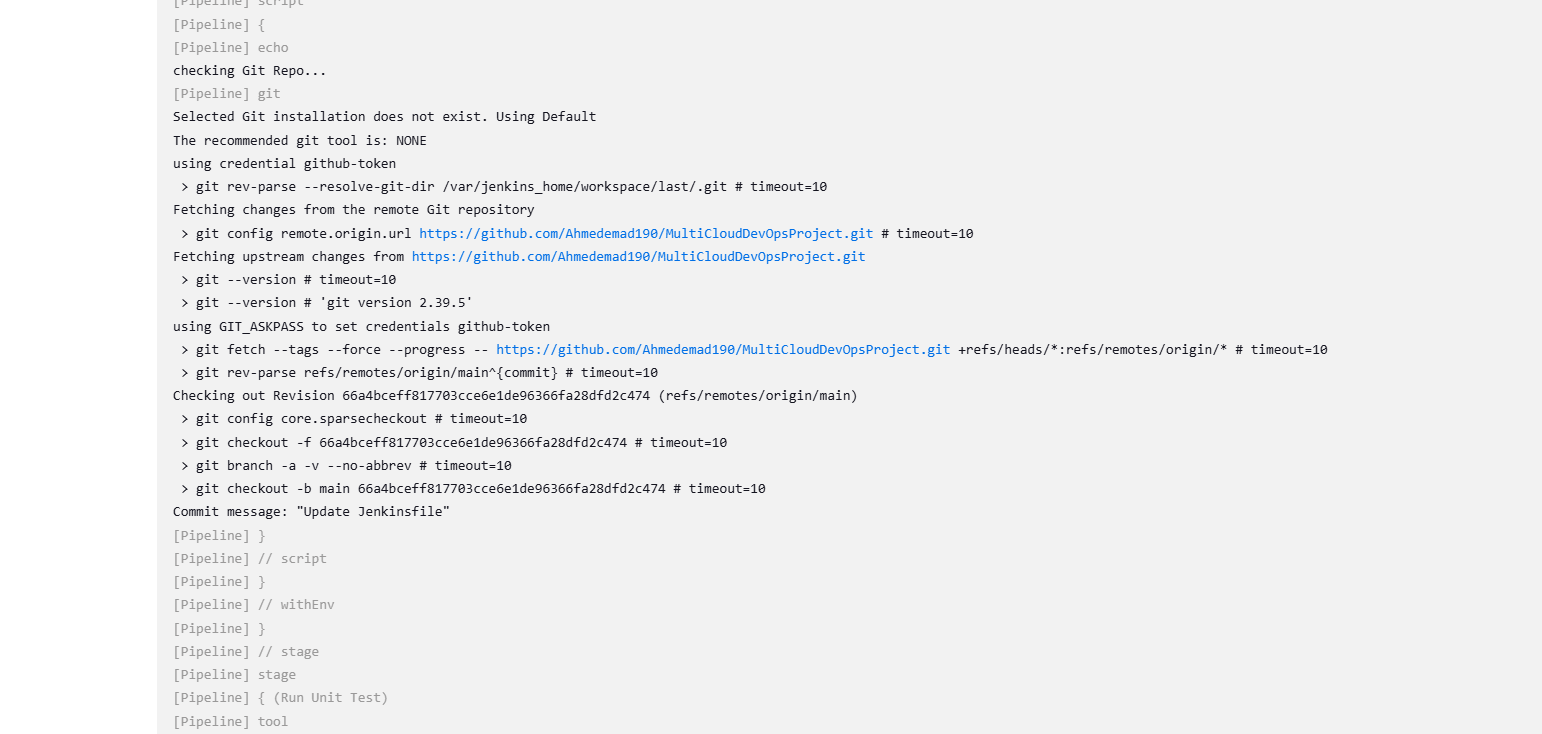 [Pipeline] script
[Pipeline] {
[Pipeline] echo
checking Git Repo...
[Pipeline] git
Selected Git installation does not exist. Using Default
The recommended git tool is: NONE
using credential github-token
 > git rev-parse --resolve-git-dir /var/jenkins_home/workspace/last/.git # timeout=10
Fetching changes from the remote Git repository
 > git config remote.origin.url https://github.com/Ahmedemad190/MultiCloudDevOpsProject.git # timeout=10
Fetching upstream changes from https://github.com/Ahmedemad190/MultiCloudDevOpsProject.git
 > git --version # timeout=10
 > git --version # 'git version 2.39.5'
using GIT_ASKPASS to set credentials github-token
 > git fetch --tags --force --progress -- https://github.com/Ahmedemad190/MultiCloudDevOpsProject.git +refs/heads/*:refs/remotes/origin/* # timeout=10
 > git rev-parse refs/remotes/origin/main^{commit} # timeout=10
Checking out Revision 66a4bceff817703cce6e1de96366fa28dfd2c474 (refs/remotes/origin/main)
 > git config core.sparsecheckout # timeout=10
 > git checkout -f 66a4bceff817703cce6e1de96366fa28dfd2c474 # timeout=10
 > git branch -a -v --no-abbrev # timeout=10
 > git checkout -b main 66a4bceff817703cce6e1de96366fa28dfd2c474 # timeout=10
Commit message: "Update Jenkinsfile"
[Pipeline] }
[Pipeline] // script
[Pipeline] }
[Pipeline] // withEnv
[Pipeline] }
[Pipeline] // stage
[Pipeline] stage
[Pipeline] { (Run Unit Test)
[Pipeline] tool